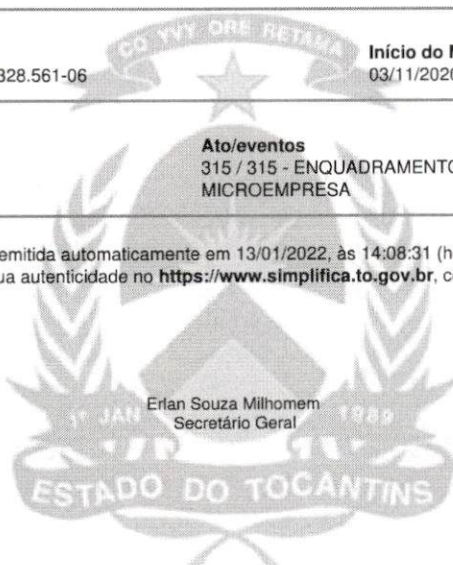 CO YVY ORE RETAMA
Início do
328.561-06
03/11/2020
Ato/eventos
315 / 315 - ENQUADRAMENTO
MICROEMPRESA
emitida automaticamente em 13/01/2022, às 14:08:31
ua autenticidade no https://www.simplifica.to.gov.br,
Erlan Souza Milhomem
1º JAN 1989
Secretário Geral
ESTADO DO TOCANTINS